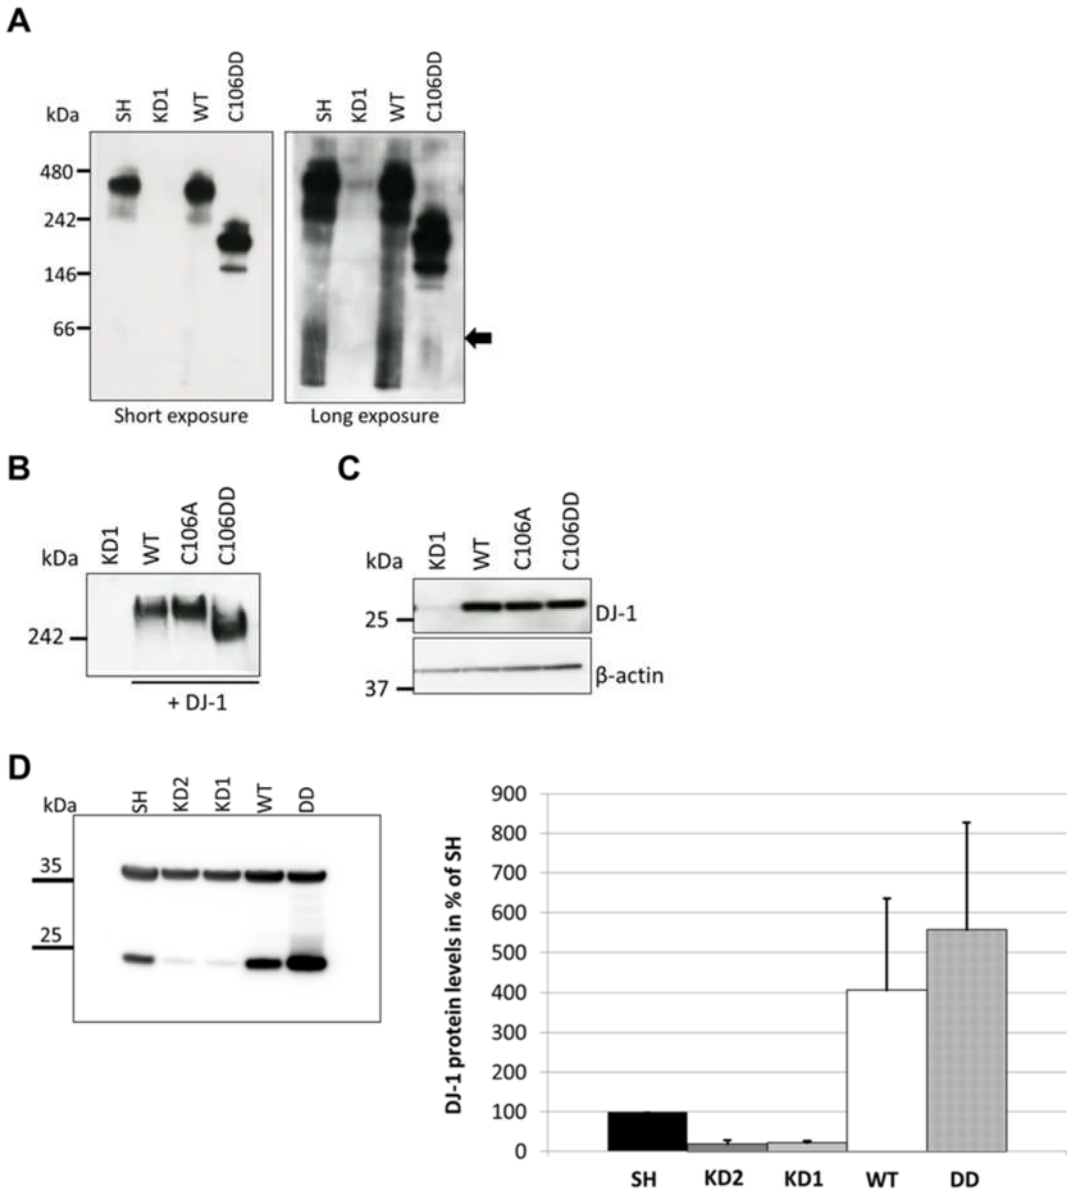 A
kDa SH KD1 WT C106DD SH KD1 WT C106DD
480
242
146
66
Short exposure Long exposure
B
kDa KD1 WT C106A C106DD
242
+ DJ-1
C
kDa KD1 WT C106A C106DD
25 DJ-1
37 β-actin
D
kDa SH KD2 KD1 WT DD
35
25
DJ-1 protein levels in % of SH
900
800
700
600
500
400
300
200
100
0
SH KD2 KD1 WT DD